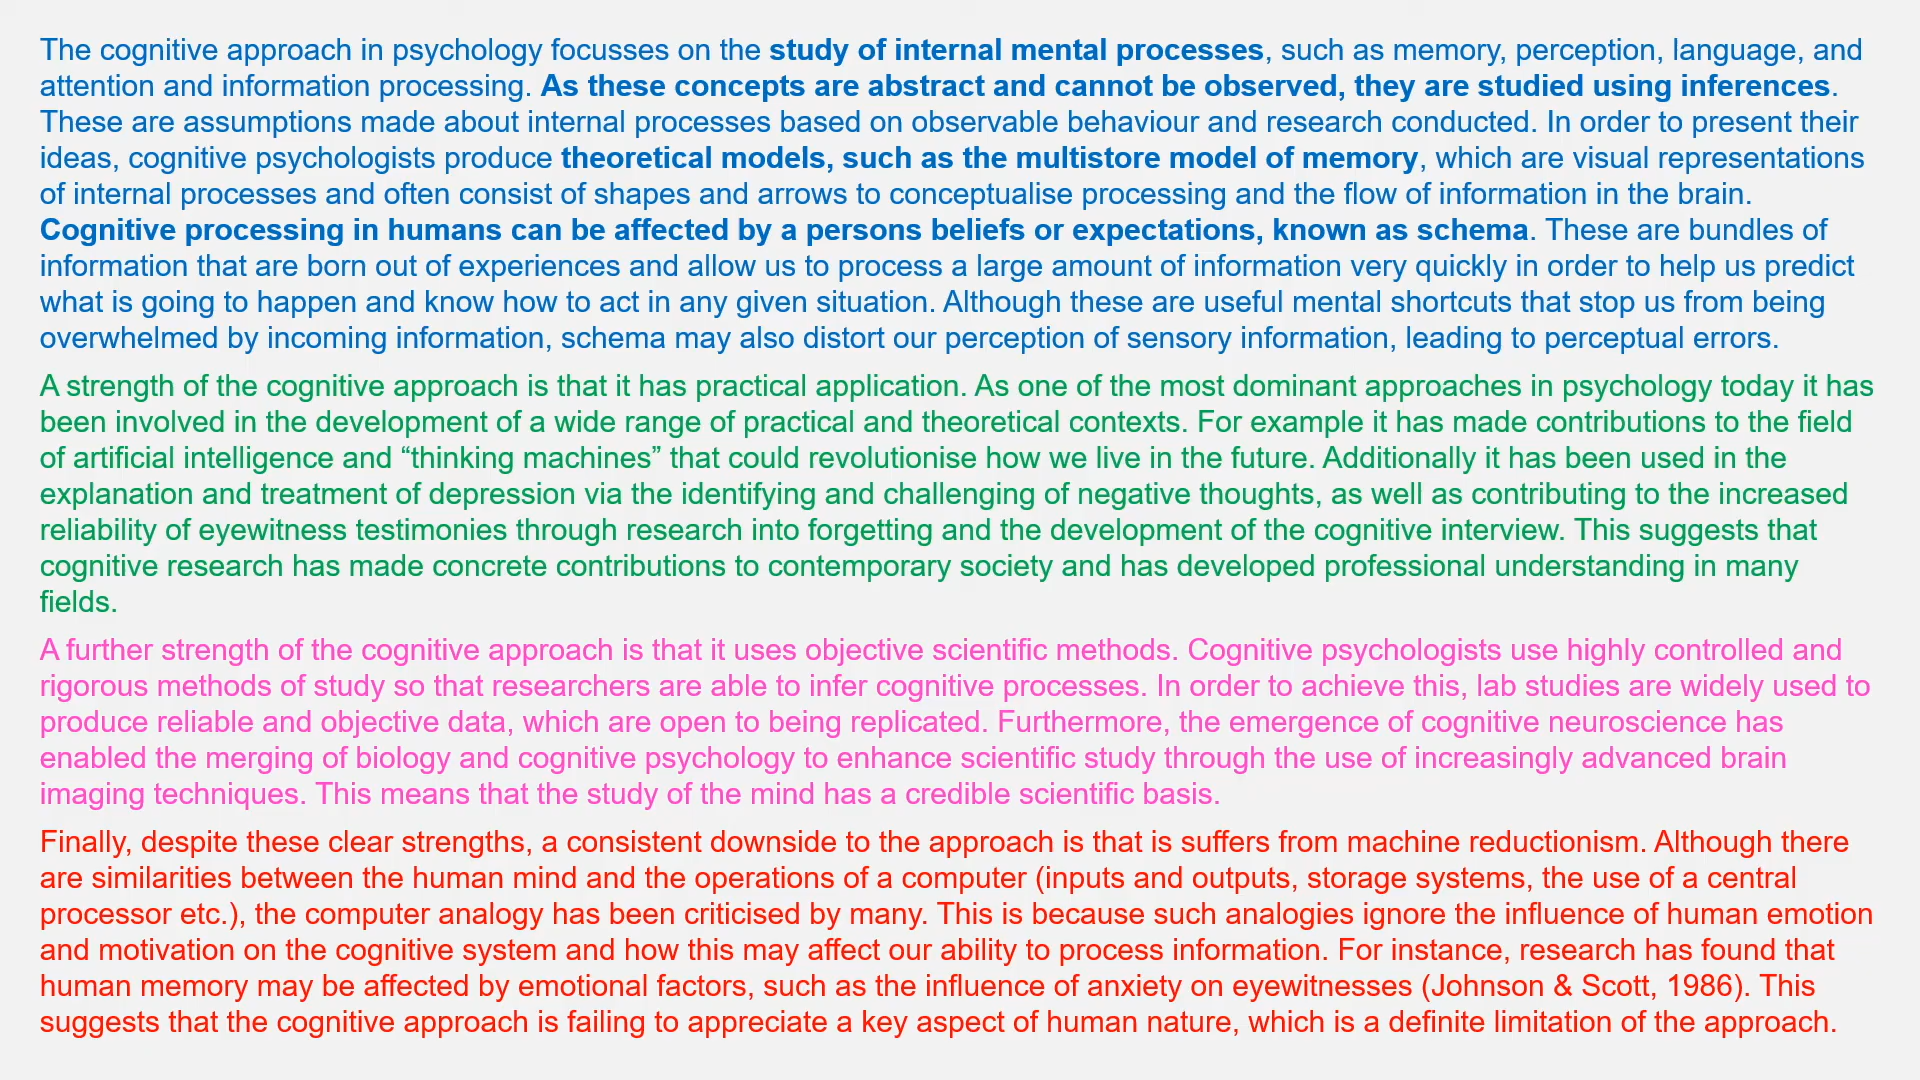 The cognitive approach in psychology focusses on the study of internal mental processes, such as memory, perception, language, and
attention and information processing. As these concepts are abstract and cannot be observed, they are studied using inferences.
These are assumptions made about internal processes based on observable behaviour and research conducted. In order to present their
ideas, cognitive psychologists produce theoretical models, such as the multistore model of memory, which are visual representations
of internal processes and often consist of shapes and arrows to conceptualise processing and the flow of information in the brain.
Cognitive processing in humans can be affected by a persons beliefs or expectations, known as schema. These are bundles of
information that are born out of experiences and allow us to process a large amount of information very quickly in order to help us predict
what is going to happen and know how to act in any given situation. Although these are useful mental shortcuts that stop us from being
overwhelmed by incoming information, schema may also distort our perception of sensory information, leading to perceptual errors.
A strength of the cognitive approach is that it has practical application. As one of the most dominant approaches in psychology today it has
been involved in the development of a wide range of practical and theoretical contexts. For example it has made contributions to the field
of artificial intelligence and “thinking machines” that could revolutionise how we live in the future. Additionally it has been used in the
explanation and treatment of depression via the identifying and challenging of negative thoughts, as well as contributing to the increased
reliability of eyewitness testimonies through research into forgetting and the development of the cognitive interview. This suggests that
cognitive research has made concrete contributions to contemporary society and has developed professional understanding in many
fields.
A further strength of the cognitive approach is that it uses objective scientific methods. Cognitive psychologists use highly controlled and
rigorous methods of study so that researchers are able to infer cognitive processes. In order to achieve this, lab studies are widely used to
produce reliable and objective data, which are open to being replicated. Furthermore, the emergence of cognitive neuroscience has
enabled the merging of biology and cognitive psychology to enhance scientific study through the use of increasingly advanced brain
imaging techniques. This means that the study of the mind has a credible scientific basis.
Finally, despite these clear strengths, a consistent downside to the approach is that is suffers from machine reductionism. Although there
are similarities between the human mind and the operations of a computer (inputs and outputs, storage systems, the use of a central
processor etc.), the computer analogy has been criticised by many. This is because such analogies ignore the influence of human emotion
and motivation on the cognitive system and how this may affect our ability to process information. For instance, research has found that
human memory may be affected by emotional factors, such as the influence of anxiety on eyewitnesses (Johnson & Scott, 1986). This
suggests that the cognitive approach is failing to appreciate a key aspect of human nature, which is a definite limitation of the approach.